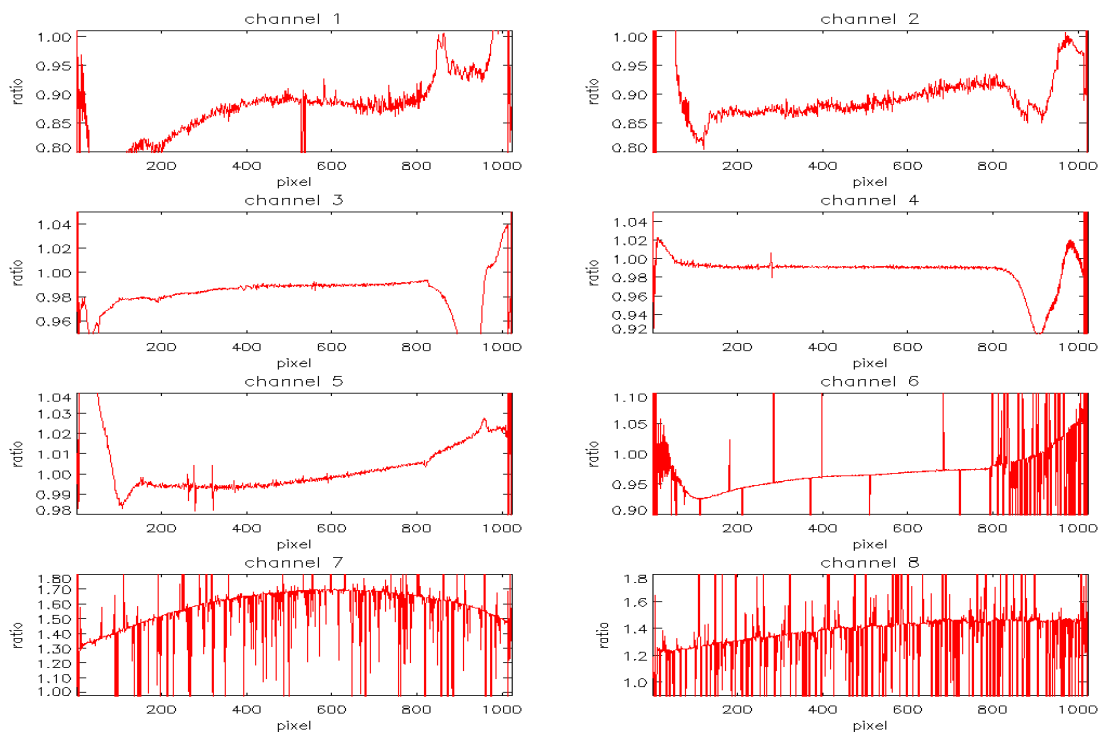 channel 1
1.00
0.95
0.90
0.85
0.80
ratio
200 400 600 800 1000
pixel
channel 2
1.00
0.95
0.90
0.85
0.80
ratio
200 400 600 800 1000
pixel
channel 3
1.04
1.02
1.00
0.98
0.96
ratio
200 400 600 800 1000
pixel
channel 4
1.04
1.02
1.00
0.98
0.96
0.94
0.92
ratio
200 400 600 800 1000
pixel
channel 5
1.04
1.03
1.02
1.01
1.00
0.99
0.98
ratio
200 400 600 800 1000
pixel
channel 6
1.10
1.05
1.00
0.95
0.90
ratio
200 400 600 800 1000
pixel
channel 7
1.80
1.70
1.60
1.50
1.40
1.30
1.20
1.10
1.00
ratio
200 400 600 800 1000
pixel
channel 8
1.8
1.6
1.4
1.2
1.0
ratio
200 400 600 800 1000
pixel